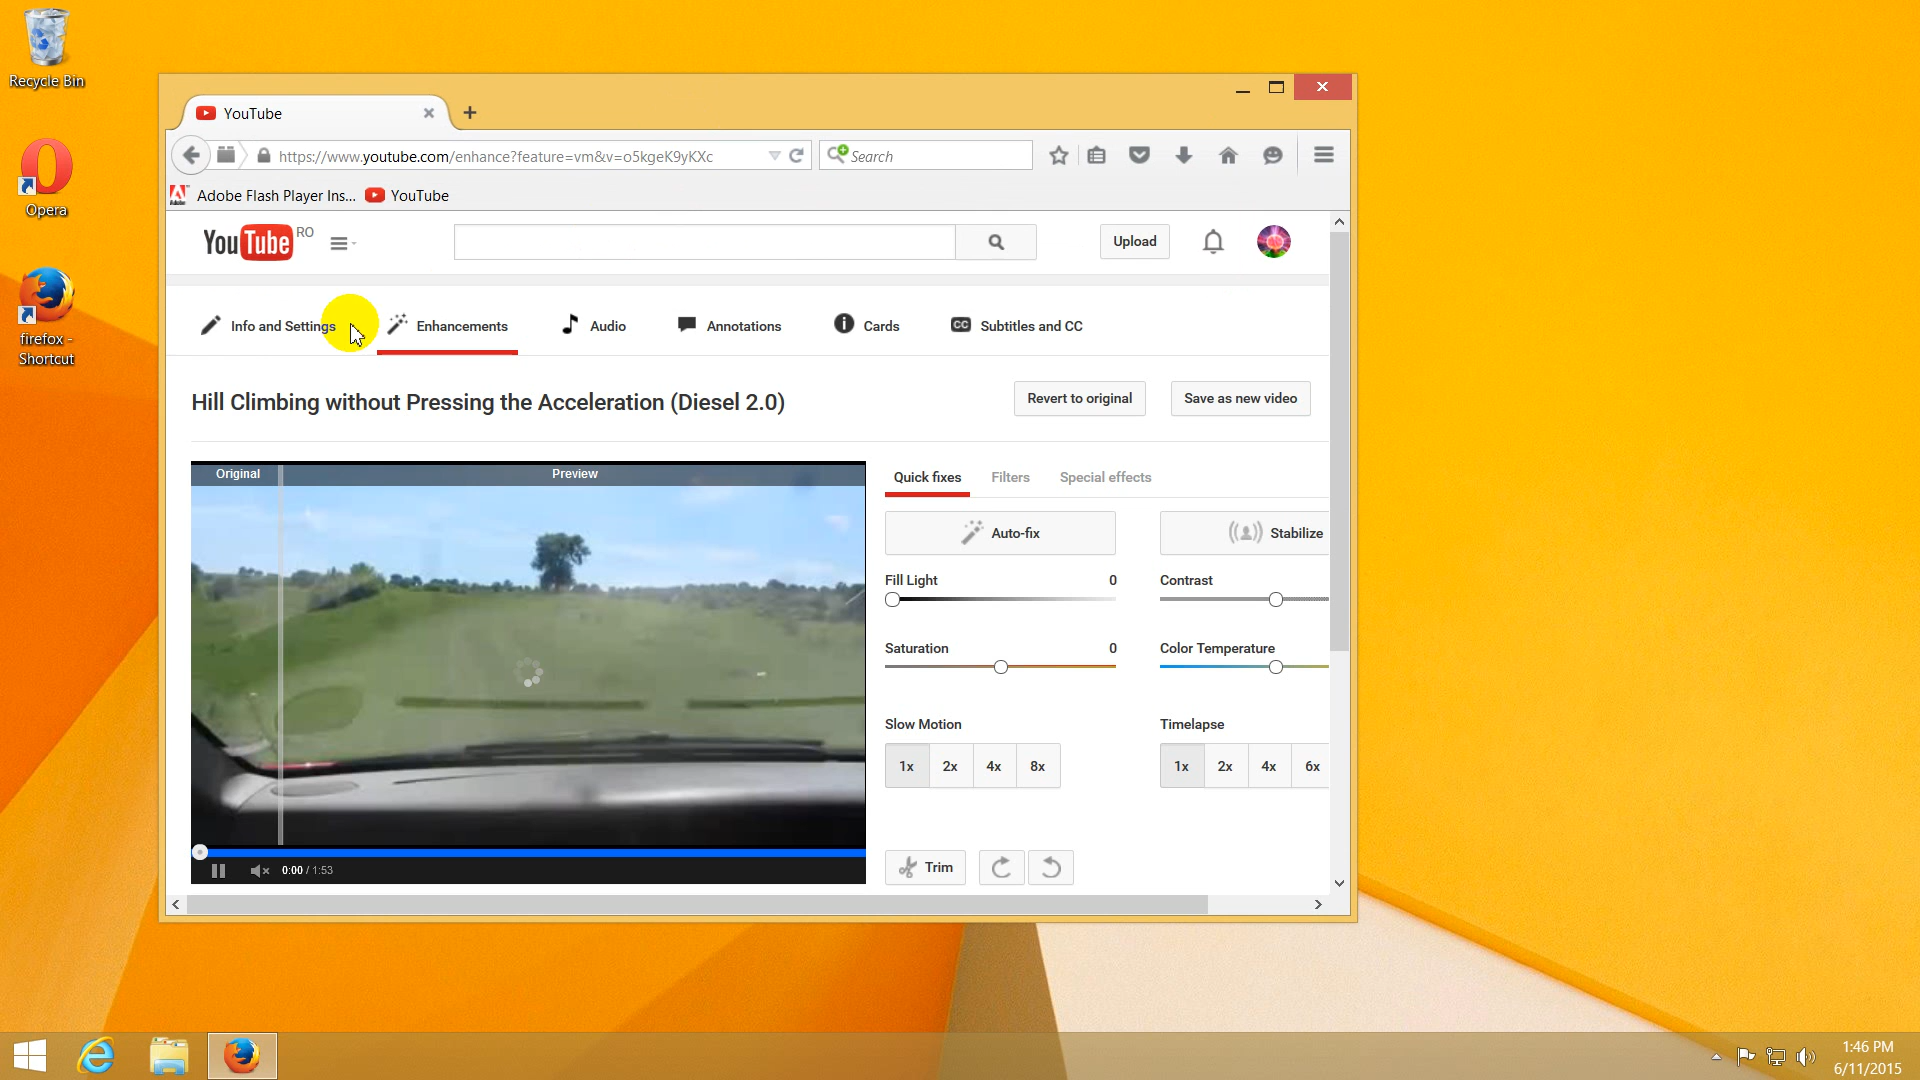 Recycle Bin
Opera
firefox -
Shortcut
YouTube
https://www.youtube.com/enhance?feature=vm&v=o5kgeK9yKXc
Search
Adobe Flash Player Ins...
YouTube
YouTube RO
Upload
Info and Settings
Enhancements
Audio
Annotations
Cards
CC Subtitles and CC
Hill Climbing without Pressing the Acceleration (Diesel 2.0)
Revert to original
Save as new video
Original
Preview
Quick fixes
Filters
Special effects
Auto-fix
Stabilize
Fill Light 0
Contrast
Saturation 0
Color Temperature
Slow Motion
Timelapse
1x 2x 4x 8x
1x 2x 4x 6x
Trim
0:00 / 1:53
1:46 PM
6/11/2015